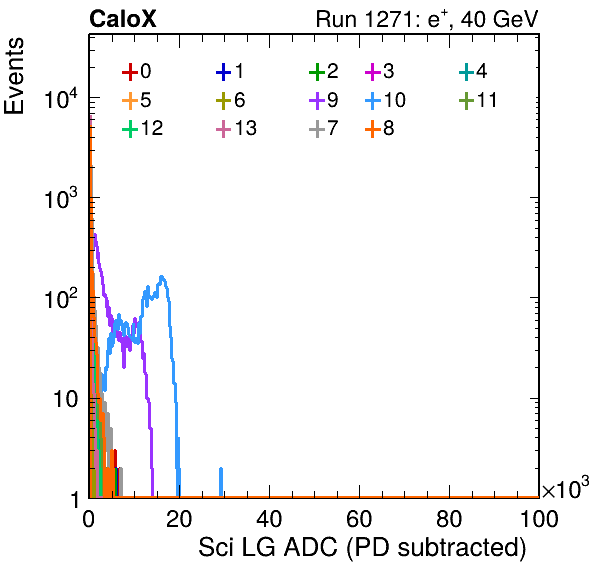 CaloX Run 1271: e⁺, 40 GeV
Events
0 1 2 3 4
5 6 9 10 11
12 13 7 8
10⁴
10³
10²
10
1
0 20 40 60 80 100
×10³
Sci LG ADC (PD subtracted)